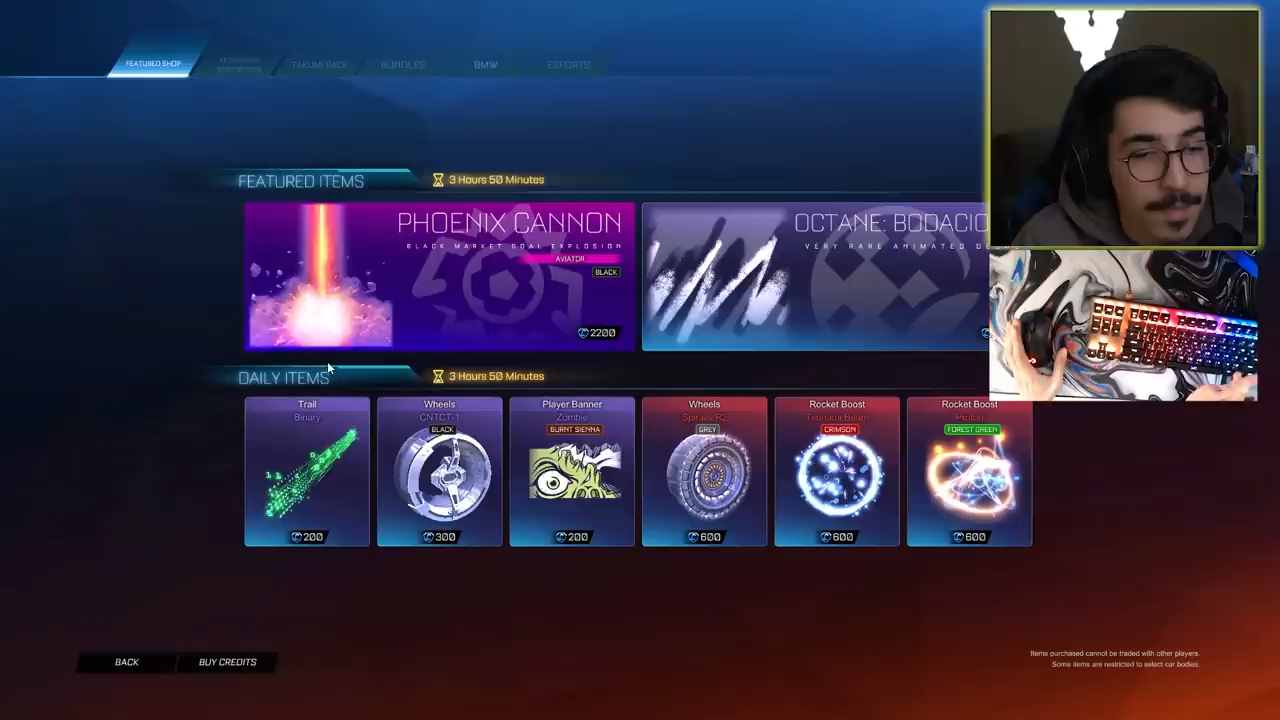 FEATURED SHOP
TAKUMI PACK
BUNDLES
BMW
ESPORTS
FEATURED ITEMS
3 Hours 50 Minutes
PHOENIX CANNON
BLACK MARKET GOAL EXPLOSION
AVIATOR
BLACK
2200
OCTANE: BODACIO
VERY RARE ANIMATED DE
DAILY ITEMS
3 Hours 50 Minutes
Trail
Binary
200
Wheels
CNTCT-1
BLACK
300
Player Banner
Zombie
BURNT SIENNA
200
Wheels
Spiralis R2
GREY
600
Rocket Boost
Tsunami Beam
CRIMSON
600
Rocket Boost
FOREST GREEN
600
BACK
BUY CREDITS
Items purchased cannot be traded with other players.
Some items are restricted to select car bodies.